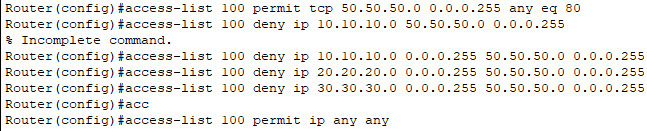 Router(config)#access-list 100 permit tcp 50.50.50.0 0.0.0.255 any eq 80
Router(config)#access-list 100 deny ip 10.10.10.0 50.50.50.0 0.0.0.255
% Incomplete command.
Router(config)#access-list 100 deny ip 10.10.10.0 0.0.0.255 50.50.50.0 0.0.0.255
Router(config)#access-list 100 deny ip 20.20.20.0 0.0.0.255 50.50.50.0 0.0.0.255
Router(config)#access-list 100 deny ip 30.30.30.0 0.0.0.255 50.50.50.0 0.0.0.255
Router(config)#acc
Router(config)#access-list 100 permit ip any any